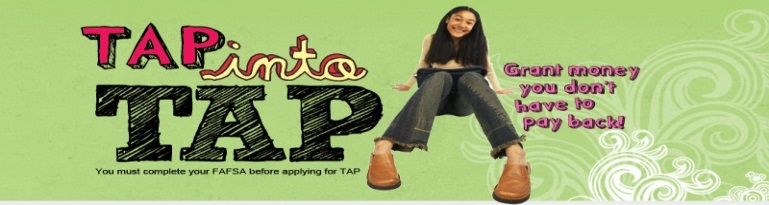 TAP into
TAP
You must complete your FAFSA before applying for TAP
Grant money
you don't
have to
pay back!